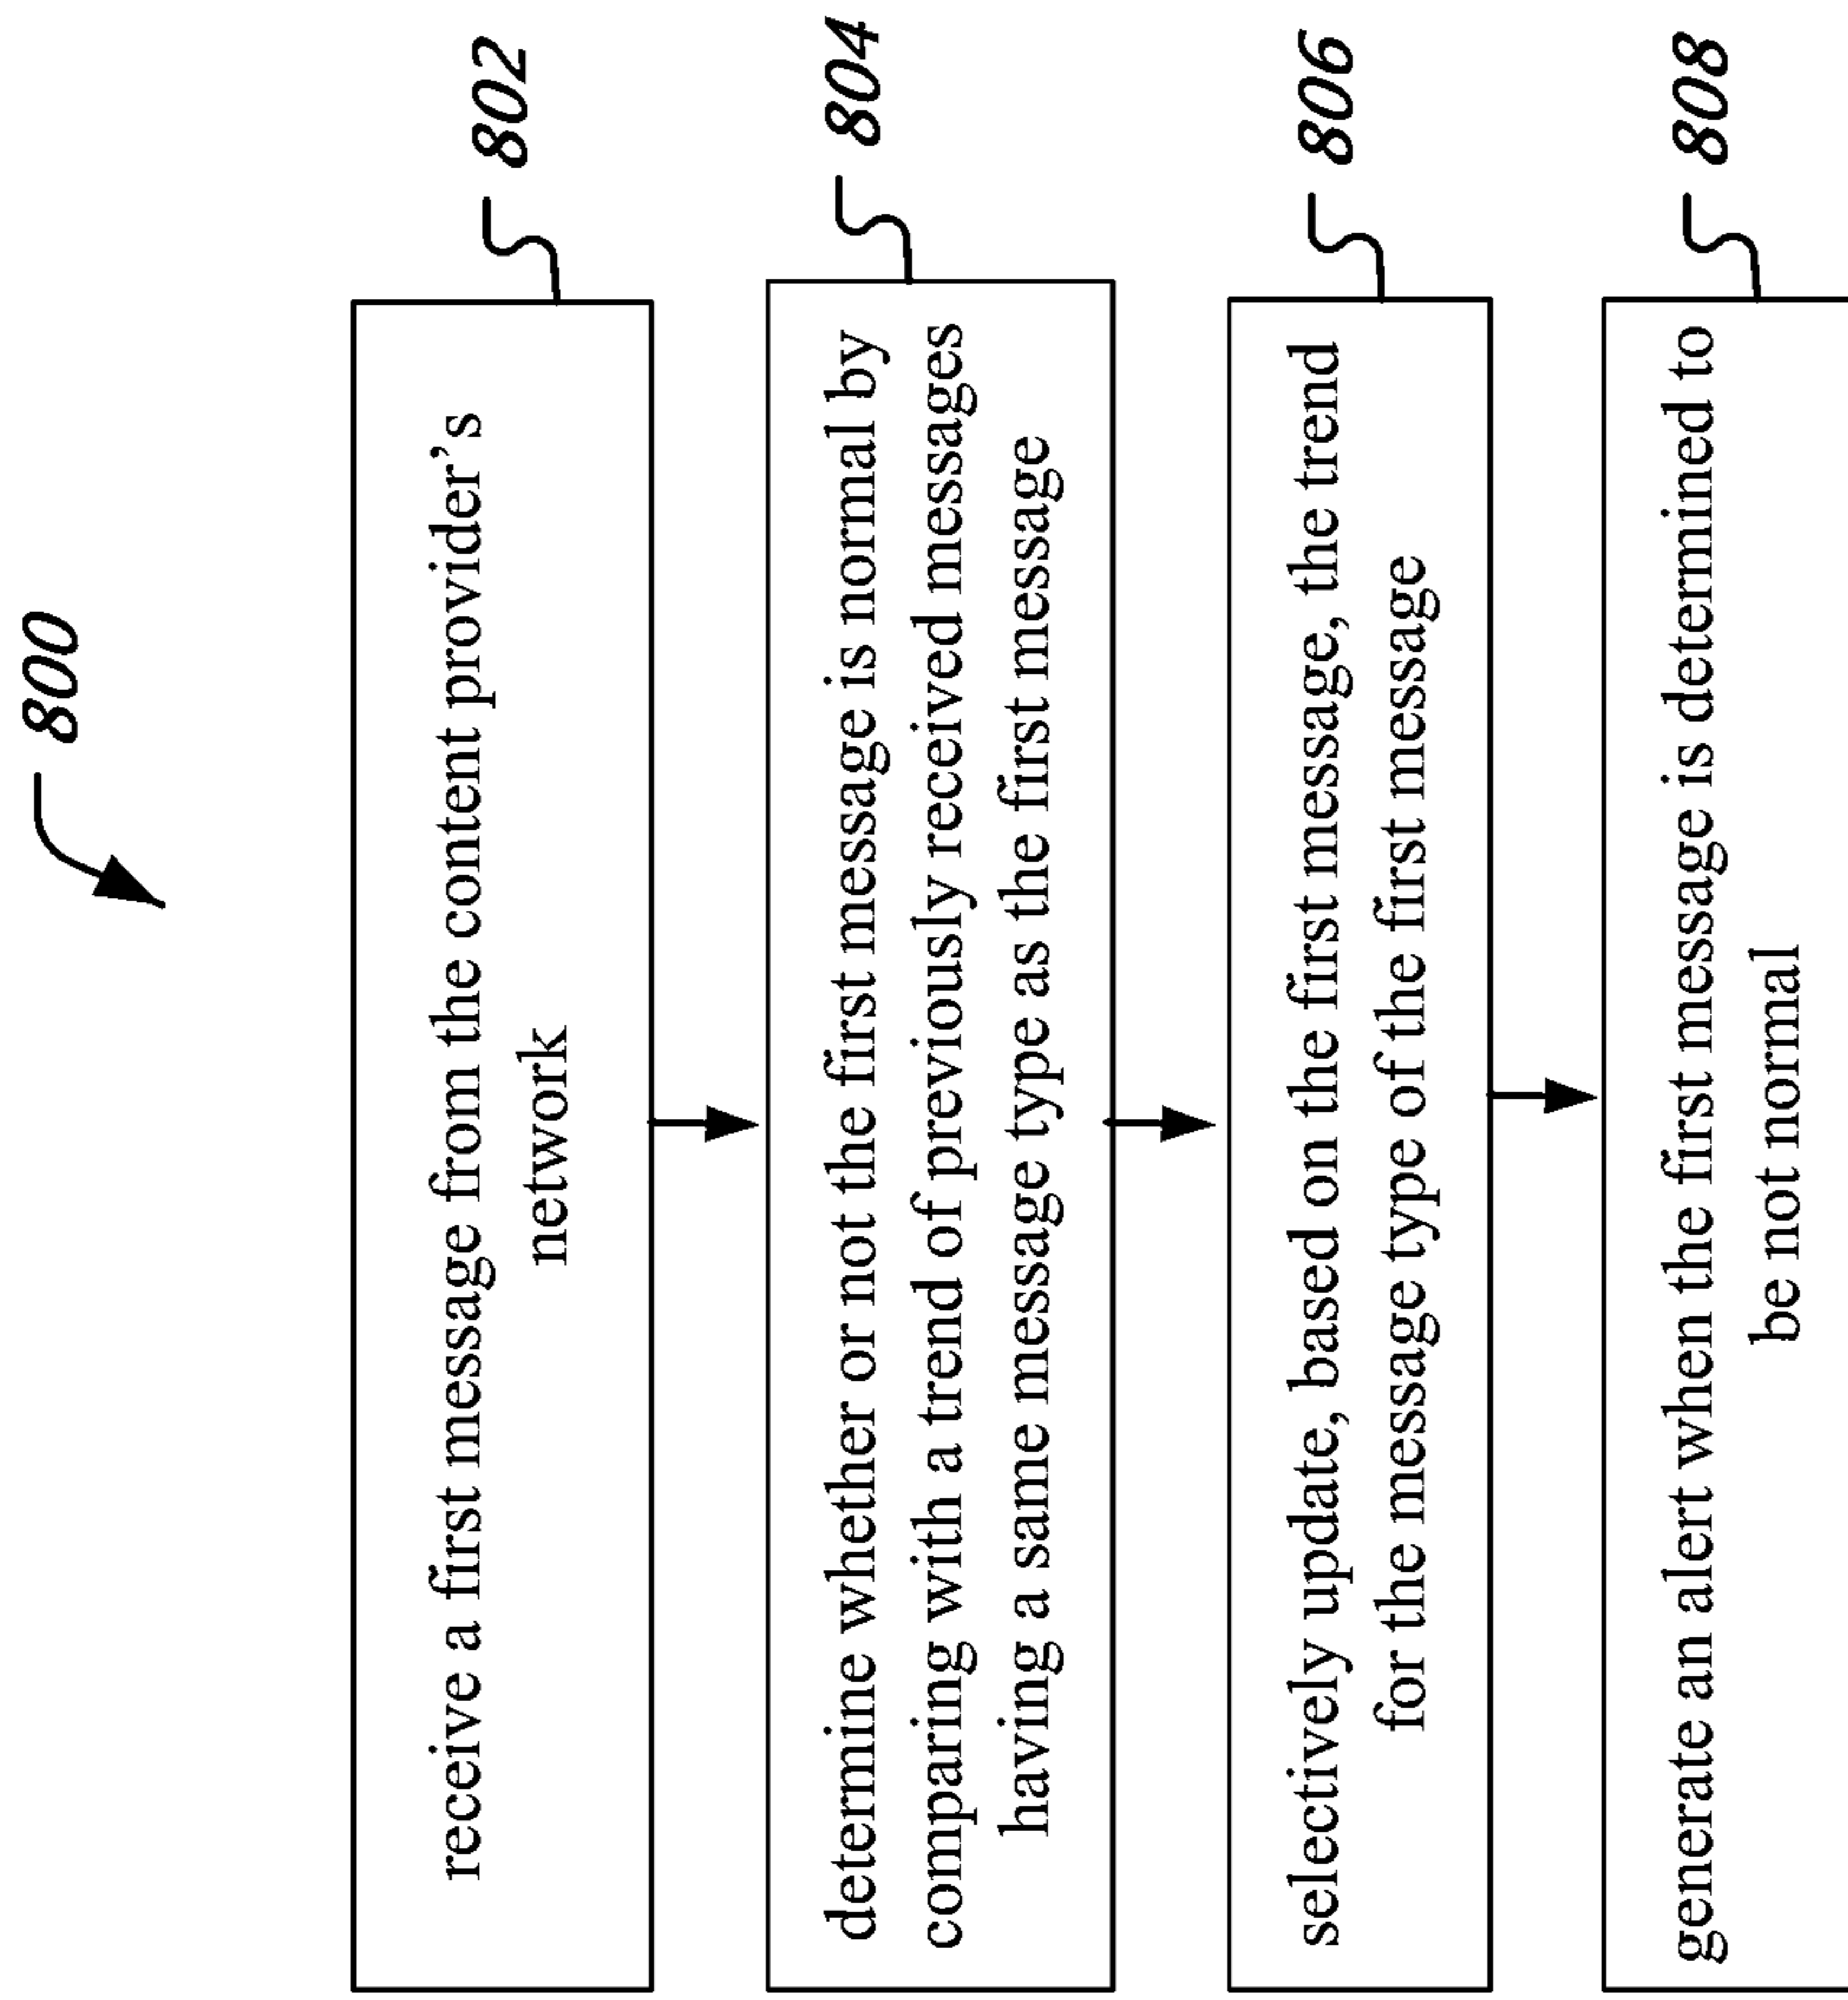 800
802
receive a first message from the content provider's
network
804
determine whether or not the first message is normal by
comparing with a trend of previously received messages
having a same message type as the first message
806
selectively update, based on the first message, the trend
for the message type of the first message
808
generate an alert when the first message is determined to
be not normal